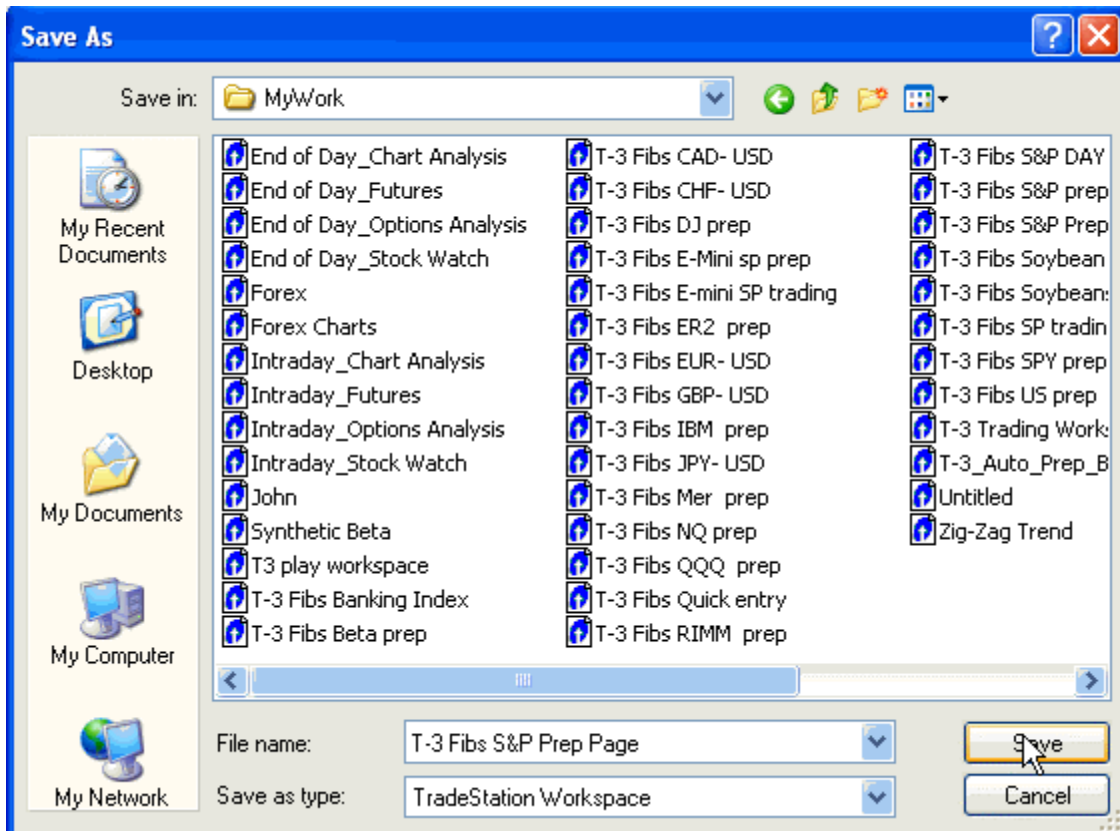 Save As
Save in:
MyWork
My Recent
Documents
Desktop
My Documents
My Computer
My Network
End of Day_Chart Analysis
End of Day_Futures
End of Day_Options Analysis
End of Day_Stock Watch
Forex
Forex Charts
Intraday_Chart Analysis
Intraday_Futures
Intraday_Options Analysis
Intraday_Stock Watch
John
Synthetic Beta
T3 play workspace
T-3 Fibs Banking Index
T-3 Fibs Beta prep
T-3 Fibs CAD- USD
T-3 Fibs CHF- USD
T-3 Fibs DJ prep
T-3 Fibs E-Mini sp prep
T-3 Fibs E-mini SP trading
T-3 Fibs ER2  prep
T-3 Fibs EUR- USD
T-3 Fibs GBP- USD
T-3 Fibs IBM  prep
T-3 Fibs JPY- USD
T-3 Fibs Mer  prep
T-3 Fibs NQ prep
T-3 Fibs QQQ  prep
T-3 Fibs Quick entry
T-3 Fibs RIMM  prep
T-3 Fibs S&P DAY
T-3 Fibs S&P prep
T-3 Fibs S&P Prep
T-3 Fibs Soybean
T-3 Fibs Soybean
T-3 Fibs SP tradin
T-3 Fibs SPY prep
T-3 Fibs US prep
T-3 Trading Work
T-3_Auto_Prep_B
Untitled
Zig-Zag Trend
File name:
T-3 Fibs S&P Prep Page
Save
Save as type:
TradeStation Workspace
Cancel